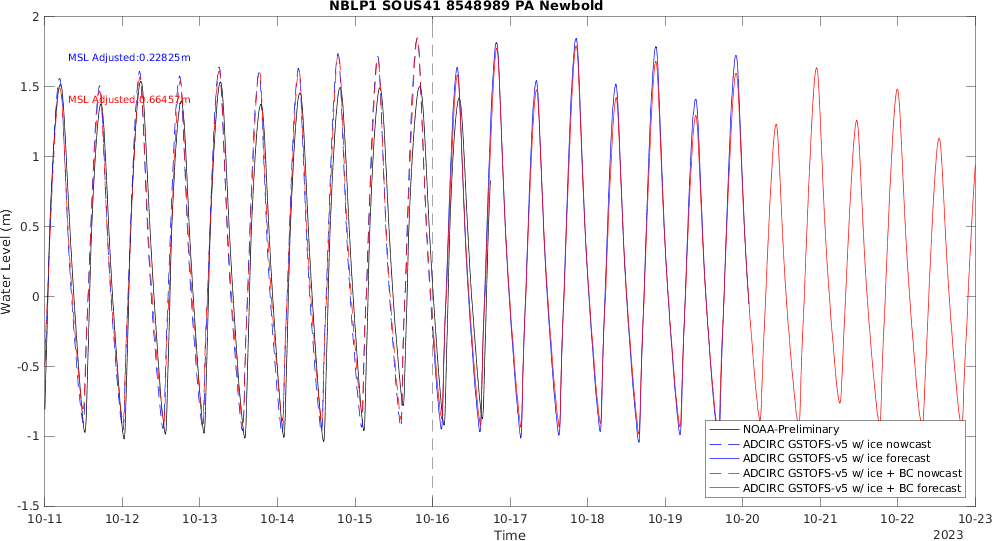 NBLP1 SOUS41 8548989 PA Newbold
MSL Adjusted:0.22825m
MSL Adjusted:0.66457m
Water Level (m)
2
1.5
1
0.5
0
-0.5
-1
-1.5
NOAA-Preliminary
ADCIRC GSTOFS-v5 w/ ice nowcast
ADCIRC GSTOFS-v5 w/ ice forecast
ADCIRC GSTOFS-v5 w/ ice + BC nowcast
ADCIRC GSTOFS-v5 w/ ice + BC forecast
10-11 10-12 10-13 10-14 10-15 10-16 10-17 10-18 10-19 10-20 10-21 10-22 10-23
Time
2023